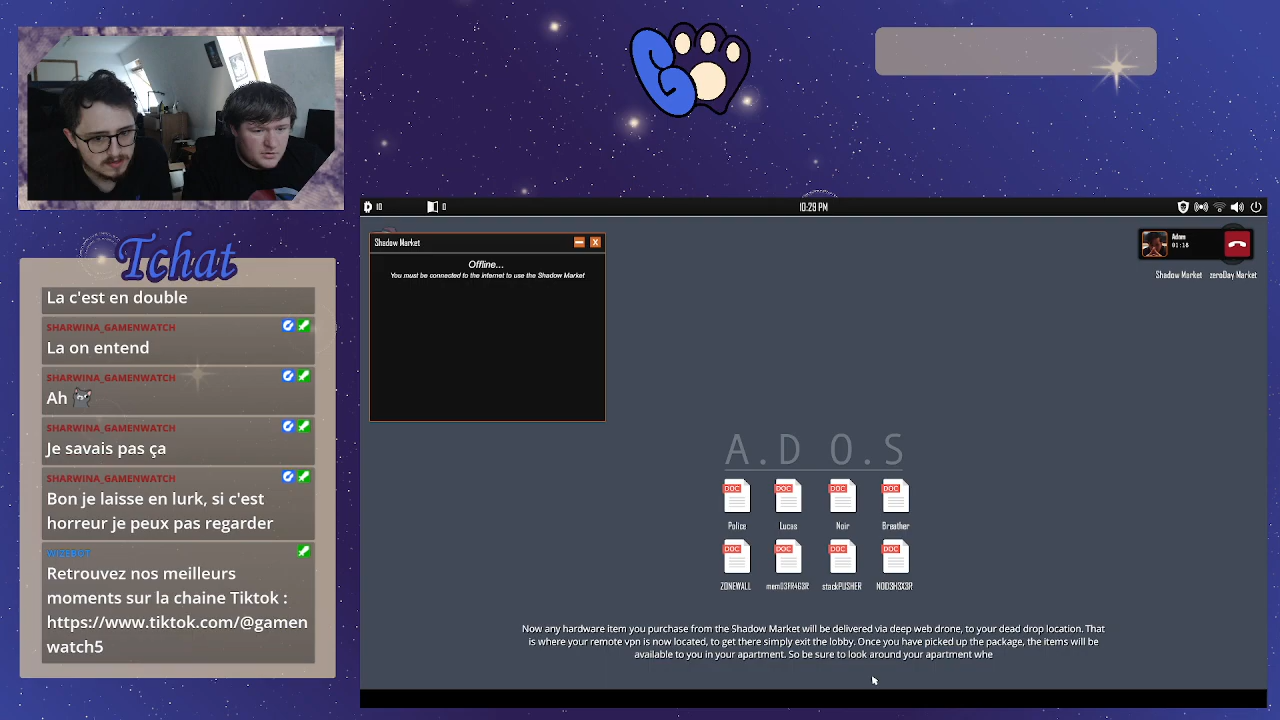 10
0
10:29 PM
Shadow Market
Offline...
You must be connected to the internet to use the Shadow Market
Adam
01:16
Shadow Market
zeroDay Market
Tchat
La c'est en double
SHARWINA_GAMENWATCH
La on entend
SHARWINA_GAMENWATCH
Ah
SHARWINA_GAMENWATCH
Je savais pas ça
SHARWINA_GAMENWATCH
Bon je laisse en lurk, si c'est
horreur je peux pas regarder
WIZEBOT
Retrouvez nos meilleurs
moments sur la chaine Tiktok :
https://www.tiktok.com/@gamen
watch5
A.D O.S
Police
Lucas
Noir
Breather
ZONEWALL
stackPUSHER
Now any hardware item you purchase from the Shadow Market will be delivered via deep web drone, to your dead drop location. That
is where your remote vpn is now located, to get there simply exit the lobby. Once you have picked up the package, the items will be
available to you in your apartment. So be sure to look around your apartment whe